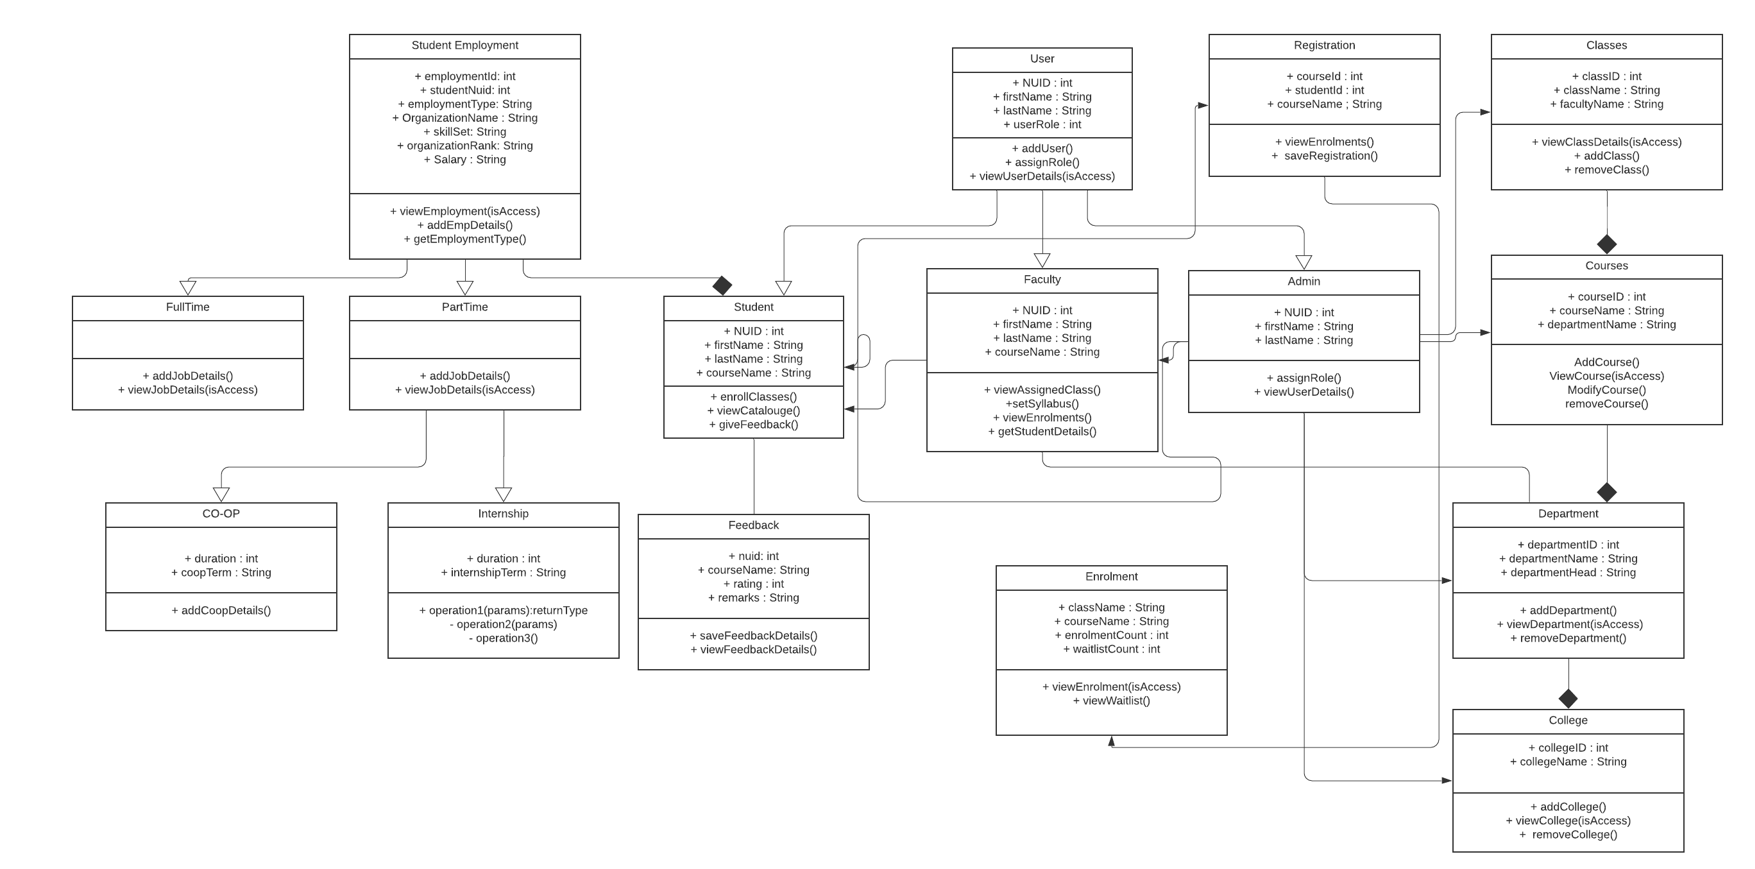 Student Employment
+ employmentId: int
+ studentNuid: int
+ employmentType: String
+ OrganizationName : String
+ skillSet: String
+ organizationRank: String
+ Salary : String
+ viewEmployment(isAccess)
+ addEmpDetails()
+ getEmploymentType()
User
+ NUID : int
+ firstName : String
+ lastName : String
+ userRole : int
+ addUser()
+ assignRole()
+ viewUserDetails(isAccess)
Registration
+ courseId : int
+ studentId : int
+ courseName ; String
+ viewEnrolments()
+ saveRegistration()
Classes
+ classID : int
+ className : String
+ facultyName : String
+ viewClassDetails(isAccess)
+ addClass()
+ removeClass()
FullTime
+ addJobDetails()
+ viewJobDetails(isAccess)
PartTime
+ addJobDetails()
+ viewJobDetails(isAccess)
Student
+ NUID : int
+ firstName : String
+ lastName : String
+ courseName : String
+ enrollClasses()
+ viewCatalouge()
+ giveFeedback()
Faculty
+ NUID : int
+ firstName : String
+ lastName : String
+ courseName : String
+ viewAssignedClass()
+setSyllabus()
+ viewEnrolments()
+ getStudentDetails()
Admin
+ NUID : int
+ firstName : String
+ lastName : String
+ assignRole()
+ viewUserDetails()
Courses
+ courseID : int
+ courseName : String
+ departmentName : String
AddCourse()
ViewCourse(isAccess)
ModifyCourse()
removeCourse()
CO-OP
+ duration : int
+ coopTerm : String
+ addCoopDetails()
Internship
+ duration : int
+ internshipTerm : String
+ operation1(params):returnType
- operation2(params)
- operation3()
Feedback
+ nuid: int
+ courseName: String
+ rating : int
+ remarks : String
+ saveFeedbackDetails()
+ viewFeedbackDetails()
Enrolment
+ className : String
+ courseName : String
+ enrolmentCount : int
+ waitlistCount : int
+ viewEnrolment(isAccess)
+ viewWaitlist()
Department
+ departmentID : int
+ departmentName : String
+ departmentHead : String
+ addDepartment()
+ viewDepartment(isAccess)
+ removeDepartment()
College
+ collegeID : int
+ collegeName : String
+ addCollege()
+ viewCollege(isAccess)
+ removeCollege()